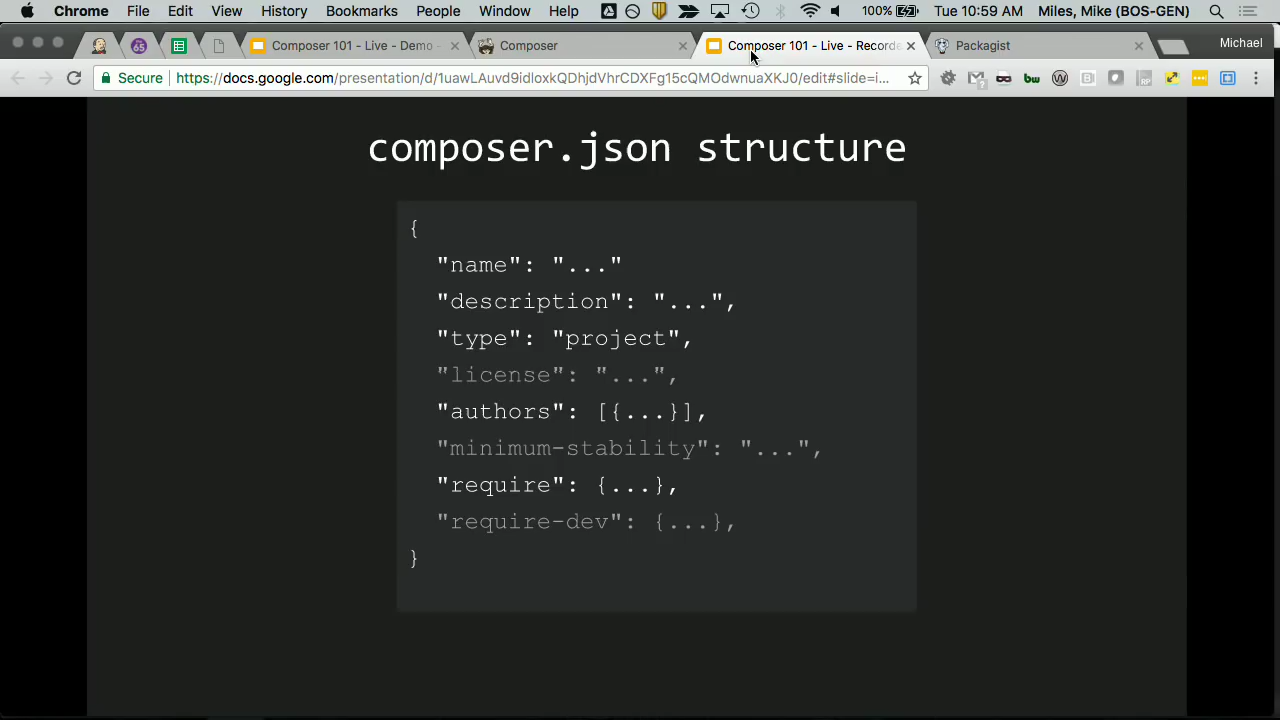 Chrome File Edit View History Bookmarks People Window Help 100% Tue 10:59 AM Miles, Mike (BOS-GEN)
65 Composer 101 - Live - Demo - Composer Composer 101 - Live - Recorde Packagist Michael
Secure https://docs.google.com/presentation/d/1uawLAuvd9idloxkQDhjdVhrCDXFg15cQMOdwnuaXKJ0/edit#slide=i...
composer.json structure
{
"name": "..."
"description": "...",
"type": "project",
"license": "...",
"authors": [{...}],
"minimum-stability": "...",
"require": {...},
"require-dev": {...},
}